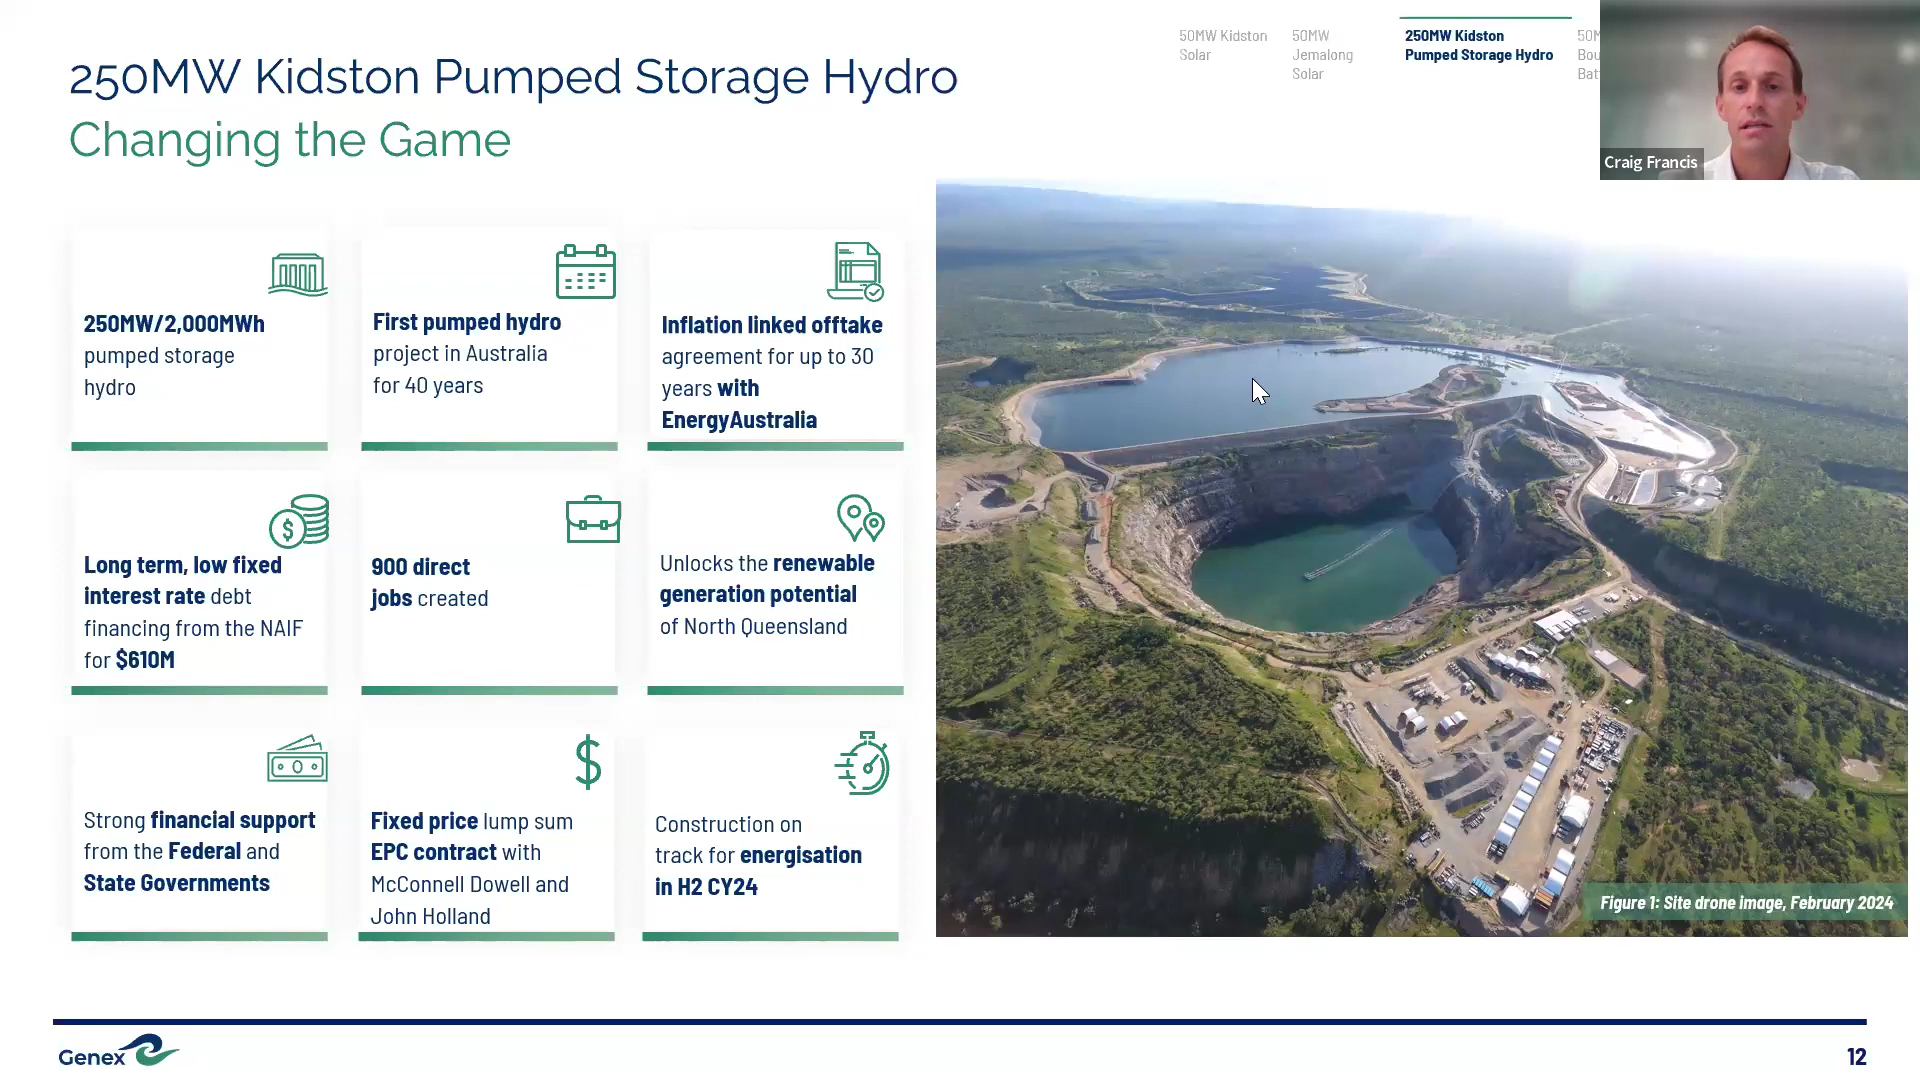 250MW Kidston Pumped Storage Hydro
Changing the Game
50MW Kidston
Solar
50MW
Jemalong
Solar
250MW Kidston
Pumped Storage Hydro
Craig Francis
250MW/2,000MWh
pumped storage
hydro
First pumped hydro
project in Australia
for 40 years
Inflation linked offtake
agreement for up to 30
years with
EnergyAustralia
Long term, low fixed
interest rate debt
financing from the NAIF
for $610M
900 direct
jobs created
Unlocks the renewable
generation potential
of North Queensland
Strong financial support
from the Federal and
State Governments
Fixed price lump sum
EPC contract with
McConnell Dowell and
John Holland
Construction on
track for energisation
in H2 CY24
Figure 1: Site drone image, February 2024
Genex
12